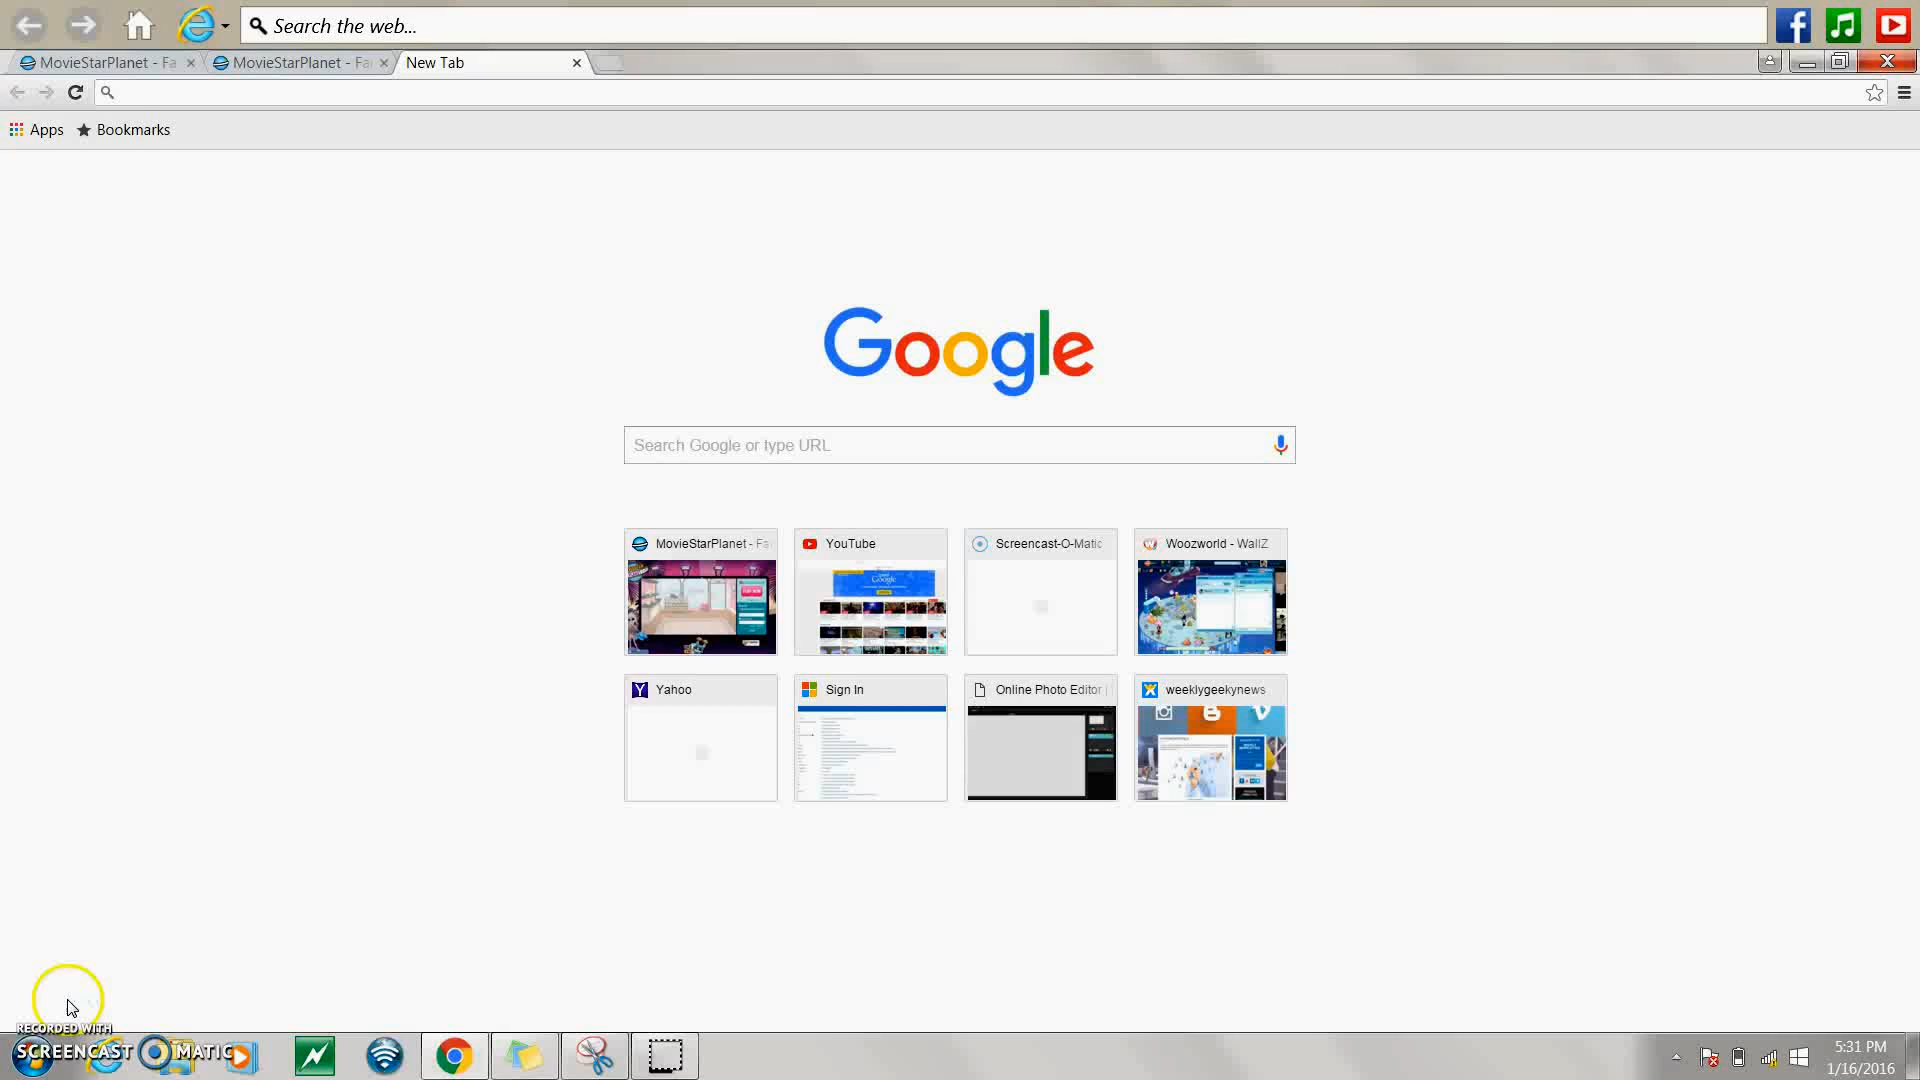 Search the web...
MovieStarPlanet - Fa
MovieStarPlanet - Fa
New Tab
Apps
Bookmarks
Google
Search Google or type URL
MovieStarPlanet - Fa
YouTube
Screencast-O-Matic
Woozworld - WallZ
Yahoo
Sign In
Online Photo Editor |
weeklygeekynews
RECORDED WITH
SCREENCAST MATIC
5:31 PM
1/16/2016